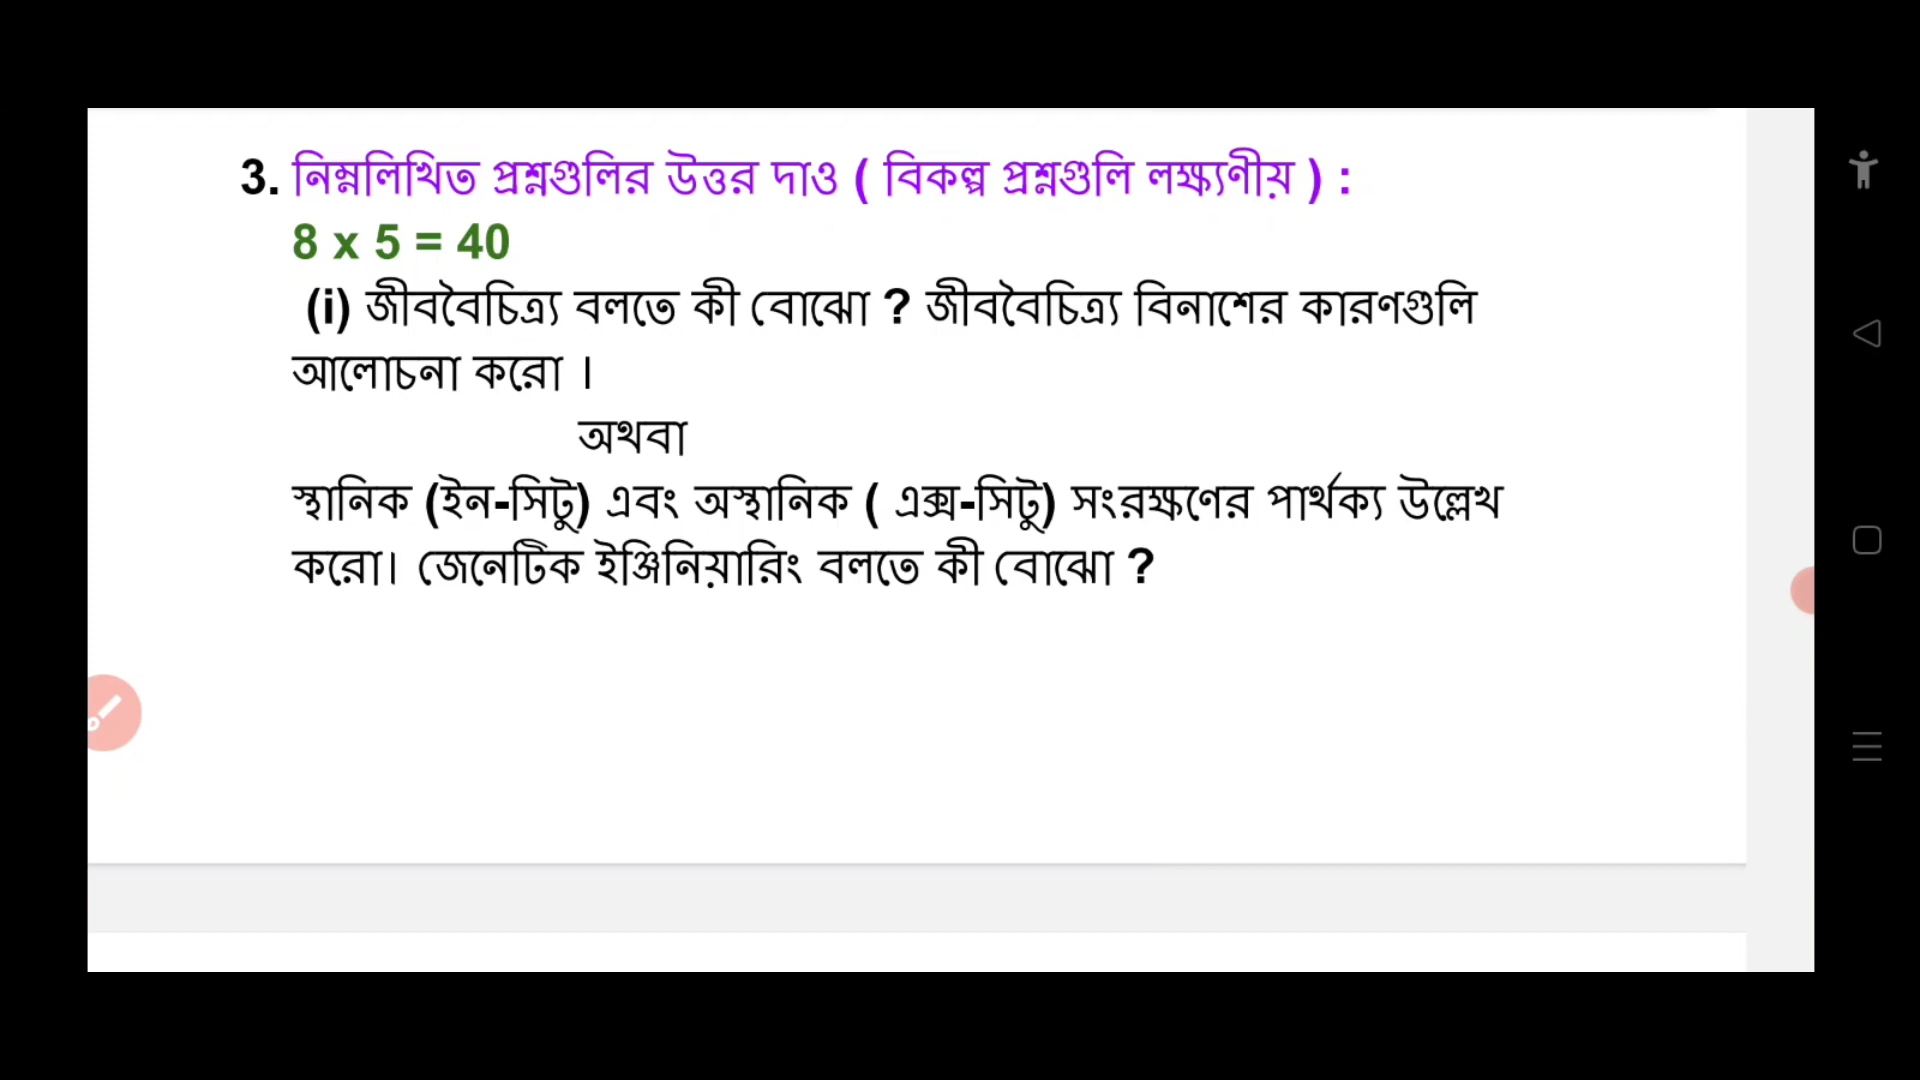 3. নিম্নলিখিত প্রশ্নগুলির উত্তর দাও ( বিকল্প প্রশ্নগুলি লক্ষ্যণীয় ) :
8 x 5 = 40
(i) জীববৈচিত্র্য বলতে কী বোঝো ? জীববৈচিত্র্য বিনাশের কারণগুলি
আলোচনা করো ।
অথবা
স্থানিক (ইন-সিটু) এবং অস্থানিক ( এক্স-সিটু) সংরক্ষণের পার্থক্য উল্লেখ
করো। জেনেটিক ইঞ্জিনিয়ারিং বলতে কী বোঝো ?